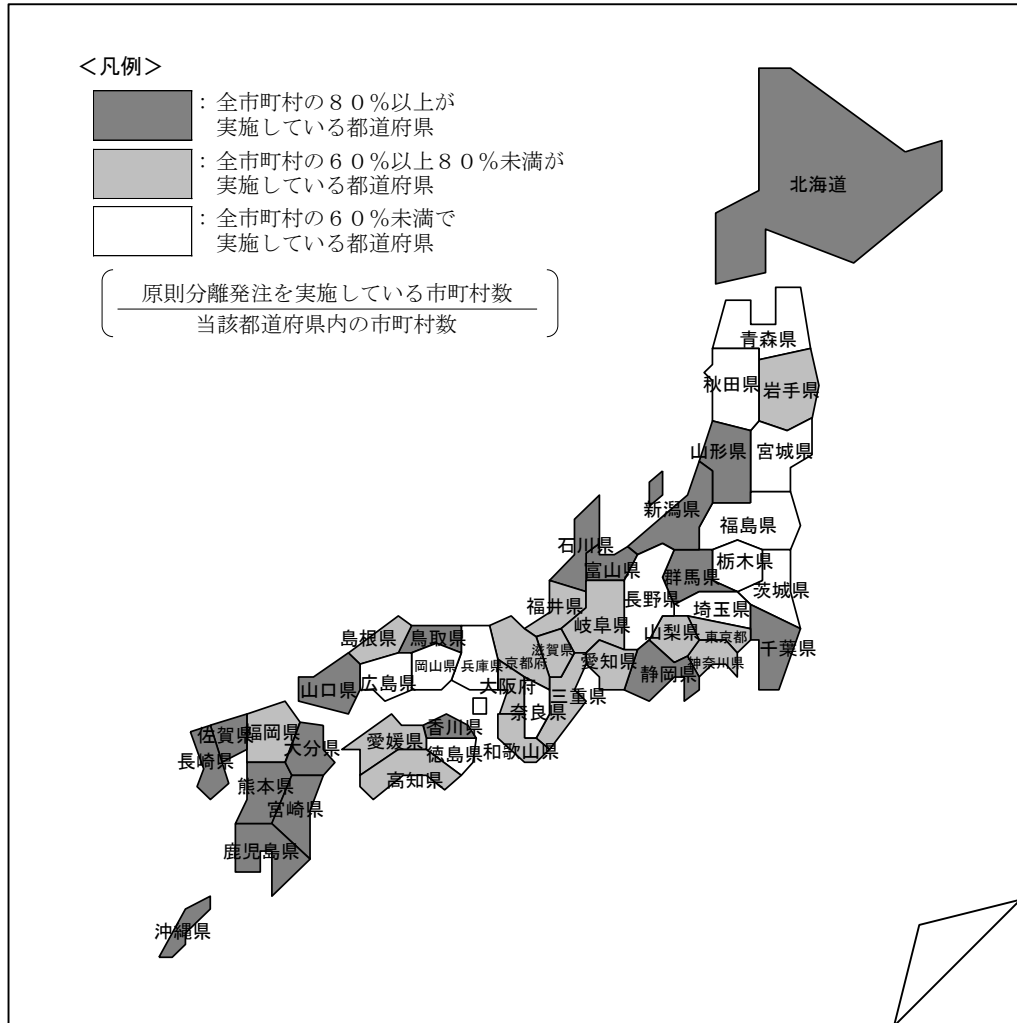 ＜凡例＞
：全市町村の８０％以上が
実施している都道府県
：全市町村の６０％以上８０％未満が
実施している都道府県
：全市町村の６０％未満で
実施している都道府県
原則分離発注を実施している市町村数
当該都道府県内の市町村数
北海道
青森県
秋田県
岩手県
山形県
宮城県
新潟県
福島県
石川県
富山県
群馬県
栃木県
茨城県
福井県
岐阜県
長野県
埼玉県
山梨県
東京都
千葉県
島根県
鳥取県
岡山県
兵庫県
京都府
滋賀県
愛知県
静岡県
神奈川県
山口県
広島県
大阪府
奈良県
三重県
佐賀県
福岡県
大分県
長崎県
愛媛県
香川県
徳島県
和歌山県
高知県
熊本県
宮崎県
鹿児島県
沖縄県